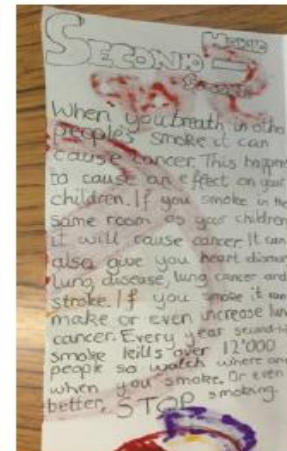 SECOND
HAND
SMOKE
When you breath in other
people's smoke it can
cause cancer. This happens
to cause an effect on your
children. If you smoke in the
same room as your children
it will cause cancer. It can
also give you heart
lung disease, lung cancer and
stroke. If you smoke it can
make or even increase lung
cancer. Every year second-
smoke kills over 12'000
people so watch where and
when you smoke. Or even
better, STOP smoking.